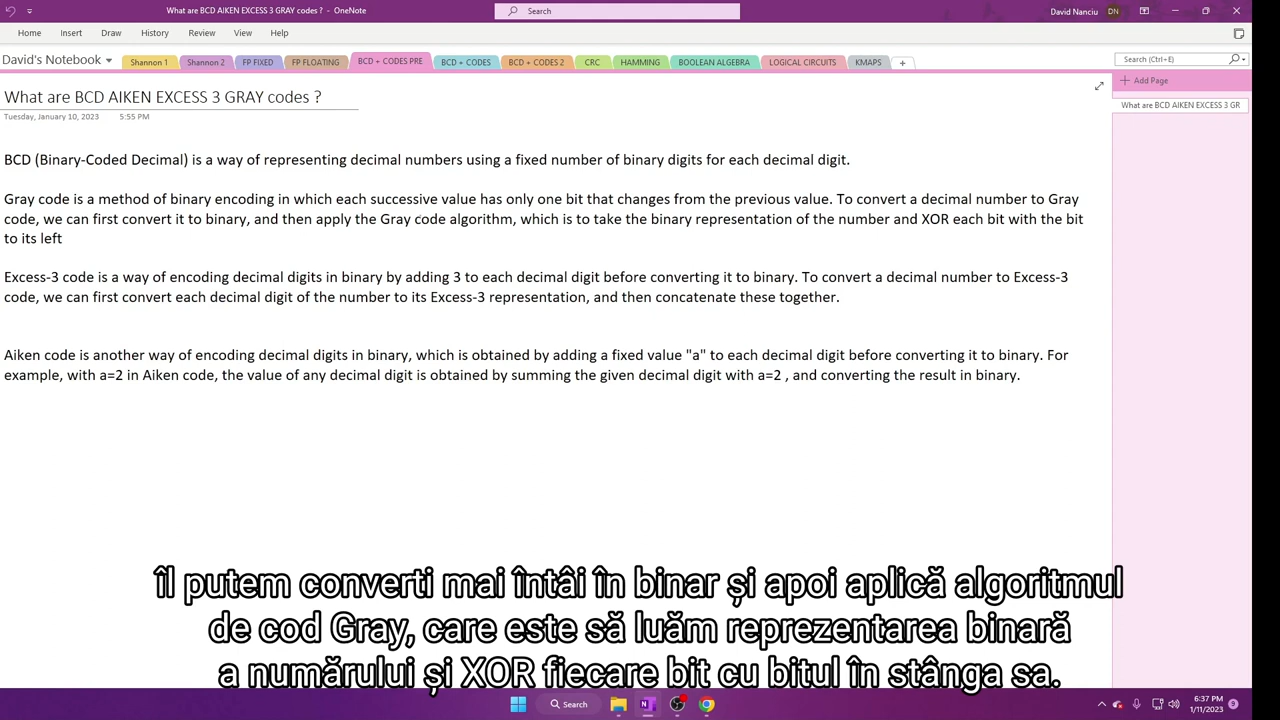 What are BCD AIKEN EXCESS 3 GRAY codes ? - OneNote
Search
David Nanciu
DN
Home Insert Draw History Review View Help
David's Notebook
Shannon 1
Shannon 2
FP FIXED
FP FLOATING
BCD + CODES PRE
BCD + CODES
BCD + CODES 2
CRC
HAMMING
BOOLEAN ALGEBRA
LOGICAL CIRCUITS
KMAPS
Search (Ctrl+E)
Add Page
What are BCD AIKEN EXCESS 3 GR
What are BCD AIKEN EXCESS 3 GRAY codes ?
Tuesday, January 10, 2023 5:55 PM
BCD (Binary-Coded Decimal) is a way of representing decimal numbers using a fixed number of binary digits for each decimal digit.
Gray code is a method of binary encoding in which each successive value has only one bit that changes from the previous value. To convert a decimal number to Gray
code, we can first convert it to binary, and then apply the Gray code algorithm, which is to take the binary representation of the number and XOR each bit with the bit
to its left
Excess-3 code is a way of encoding decimal digits in binary by adding 3 to each decimal digit before converting it to binary. To convert a decimal number to Excess-3
code, we can first convert each decimal digit of the number to its Excess-3 representation, and then concatenate these together.
Aiken code is another way of encoding decimal digits in binary, which is obtained by adding a fixed value "a" to each decimal digit before converting it to binary. For
example, with a=2 in Aiken code, the value of any decimal digit is obtained by summing the given decimal digit with a=2 , and converting the result in binary.
îl putem converti mai întâi în binar și apoi aplică algoritmul
de cod Gray, care este să luăm reprezentarea binară
a numărului și XOR fiecare bit cu bitul în stânga sa.
Search
6:37 PM
1/11/2023